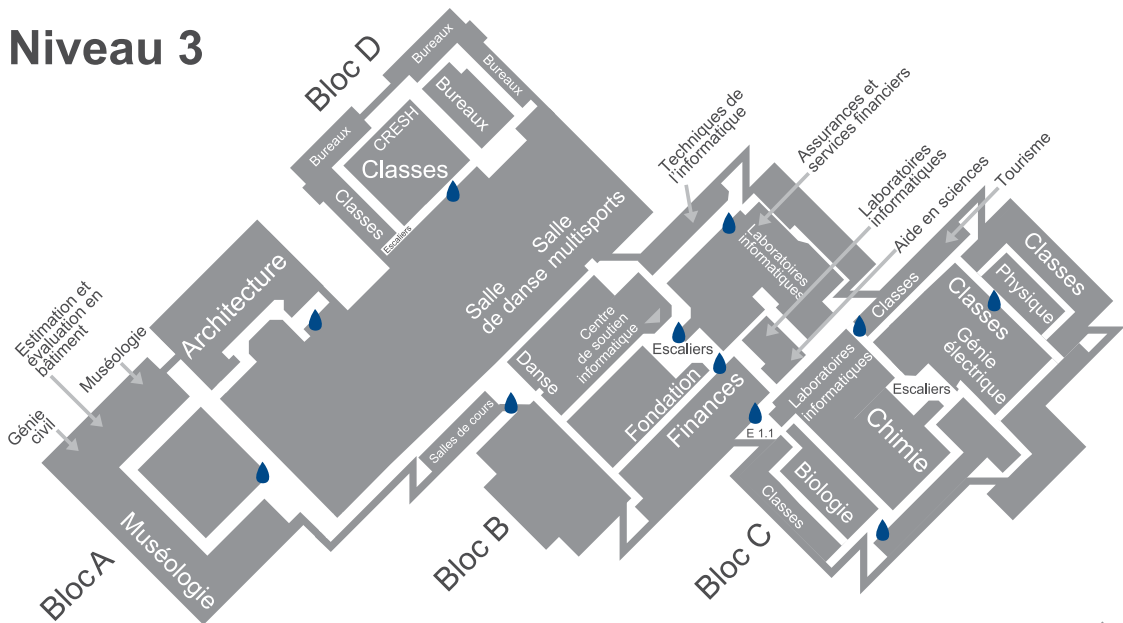 Niveau 3
Bloc D
Bureaux
Bureaux
Bureaux
Bureaux
CRESH
Classes
Classes
Escaliers
Salle
multisports
Salle
de danse
Architecture
Estimation et
évaluation en
bâtiment
Muséologie
Génie
civil
Muséologie
Bloc A
Techniques de
l'informatique
Assurances et
services financiers
Laboratoires
informatiques
Aide en sciences
Tourisme
Laboratoires
informatiques
Centre
de soutien
informatique
Escaliers
Danse
Salles de cours
Fondation
Finances
Bloc B
E 1.1
Classes
Laboratoires
informatiques
Classes
Physique
Classes
Génie
électrique
Escaliers
Chimie
Biologie
Classes
Bloc C